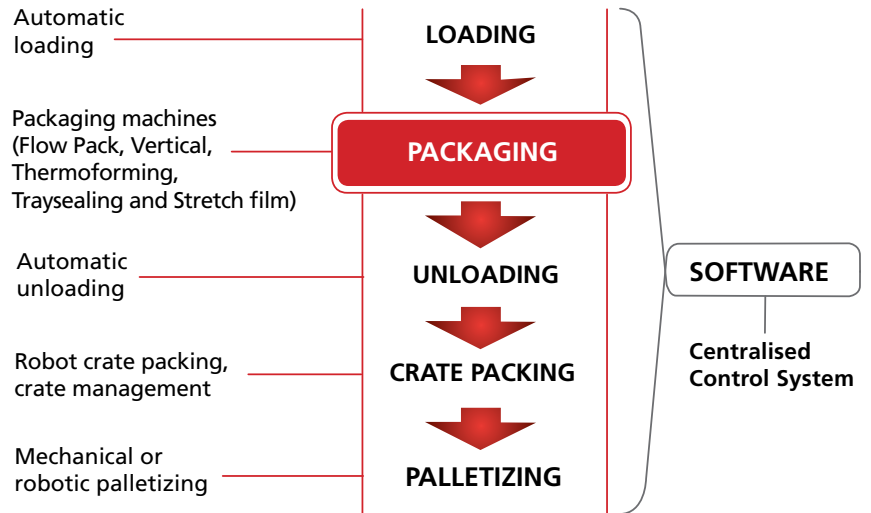 Automatic
loading
LOADING
Packaging machines
(Flow Pack, Vertical,
Thermoforming,
Traysealing and Stretch film)
PACKAGING
Automatic
unloading
UNLOADING
Robot crate packing,
crate management
CRATE PACKING
Mechanical or
robotic palletizing
PALLETIZING
SOFTWARE
Centralised
Control System